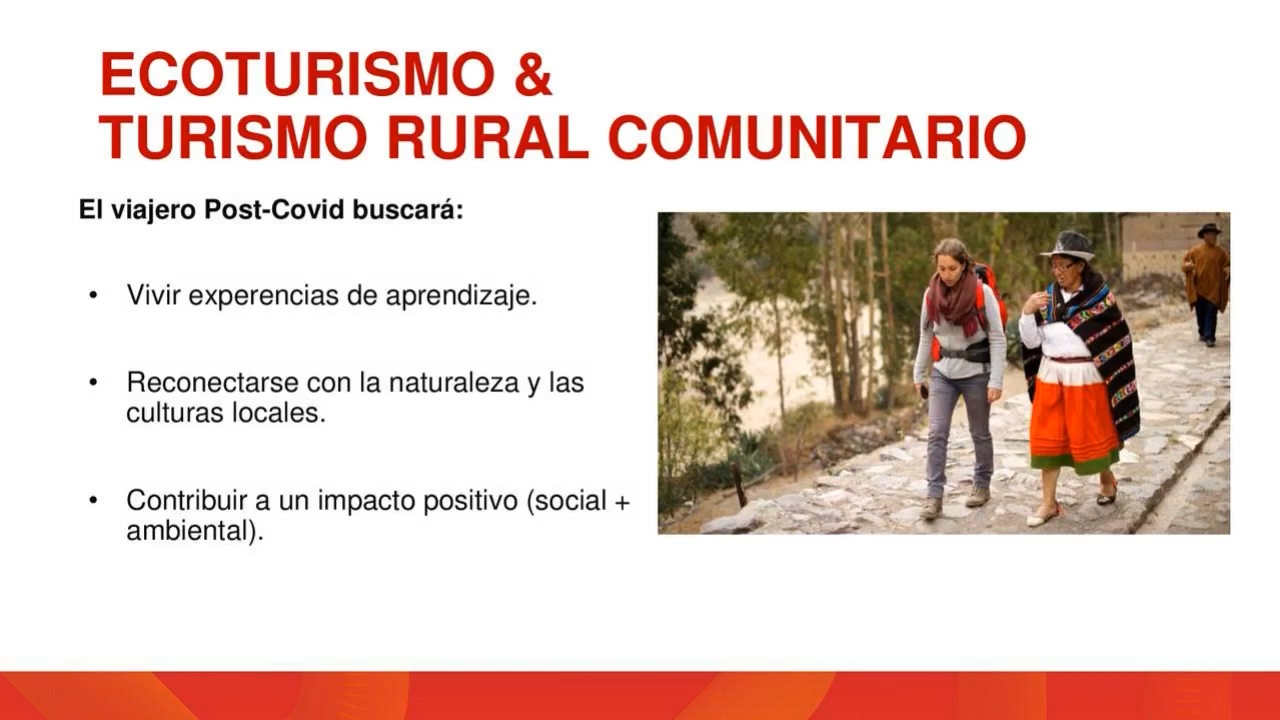 ECOTURISMO &
TURISMO RURAL COMUNITARIO
El viajero Post-Covid buscará:
• Vivir experencias de aprendizaje.
• Reconectarse con la naturaleza y las
culturas locales.
• Contribuir a un impacto positivo (social +
ambiental).